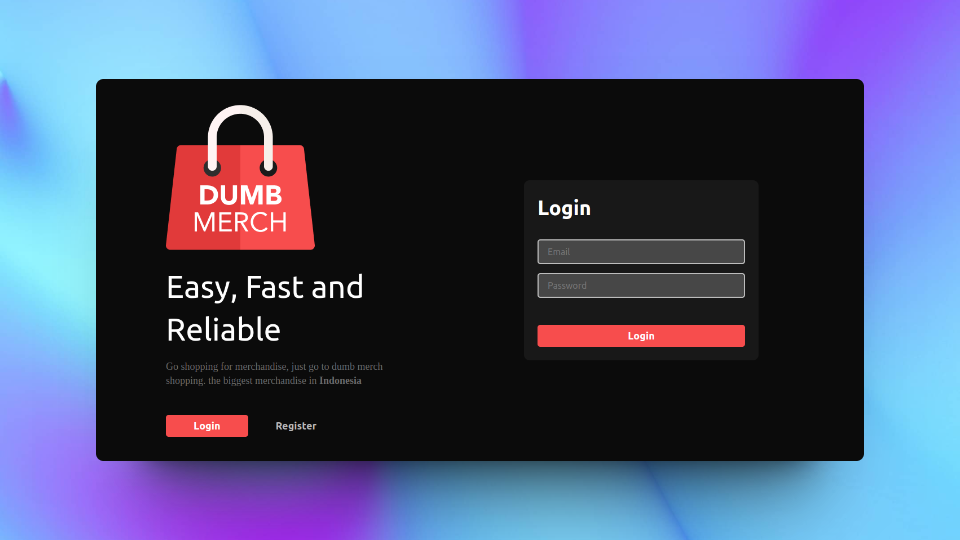 DUMB
MERCH
Easy, Fast and
Reliable
Go shopping for merchandise, just go to dumb merch
shopping. the biggest merchandise in Indonesia
Login
Register
Login
Email
Password
Login